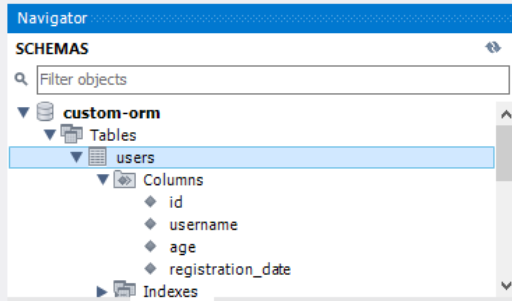 Navigator
SCHEMAS
Filter objects
custom-orm
Tables
users
Columns
id
username
age
registration_date
Indexes